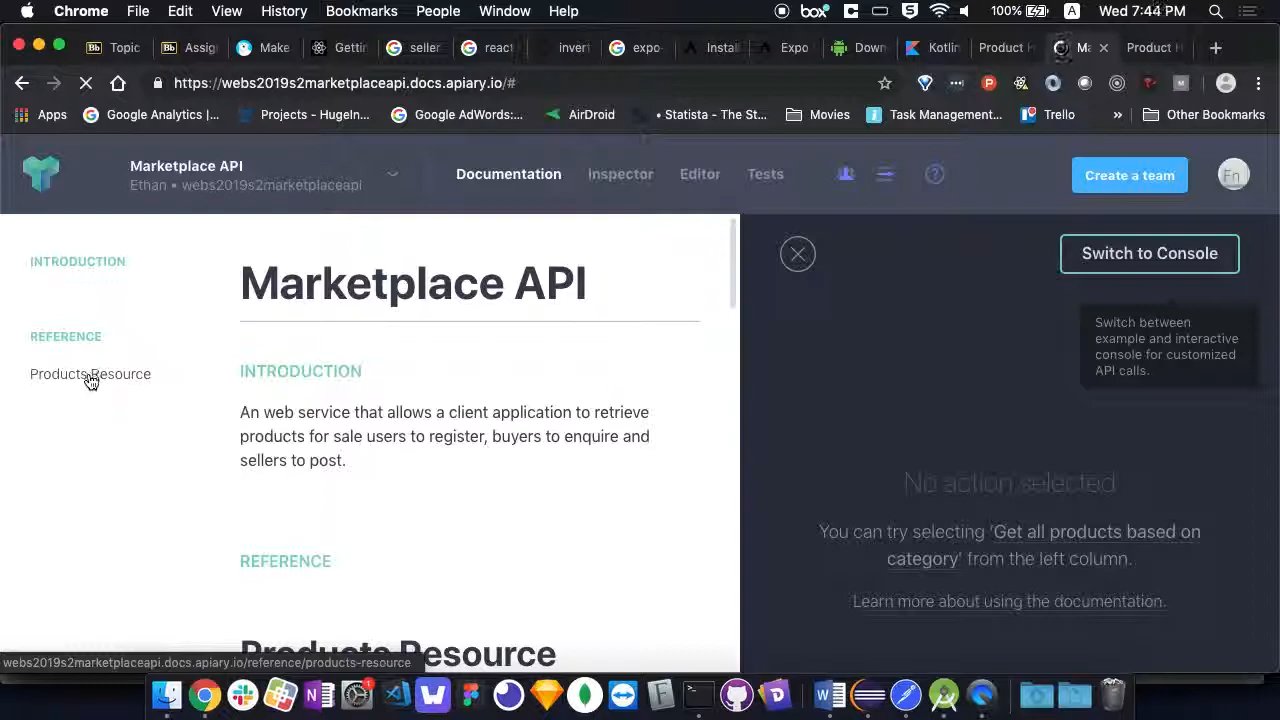 Chrome File Edit View History Bookmarks People Window Help
box 100% A Wed 7:44 PM
Bb Topic Bb Assig Make Gettin seller react invert expo- Install Expo Down Kotlin Product H Ma Product H
https://webs2019s2marketplaceapi.docs.apiary.io/#
Apps Google Analytics |... Projects - HugeIn... Google AdWords:... AirDroid • Statista - The St... Movies Task Management... Trello » Other Bookmarks
Marketplace API
Ethan • webs2019s2marketplaceapi
Documentation Inspector Editor Tests
Create a team
Fn
INTRODUCTION
REFERENCE
Products Resource
Marketplace API
INTRODUCTION
An web service that allows a client application to retrieve
products for sale users to register, buyers to enquire and
sellers to post.
REFERENCE
Products Resource
Switch to Console
Switch between
example and interactive
console for customized
API calls.
No action selected
You can try selecting 'Get all products based on
category' from the left column.
Learn more about using the documentation.
webs2019s2marketplaceapi.docs.apiary.io/reference/products-resource